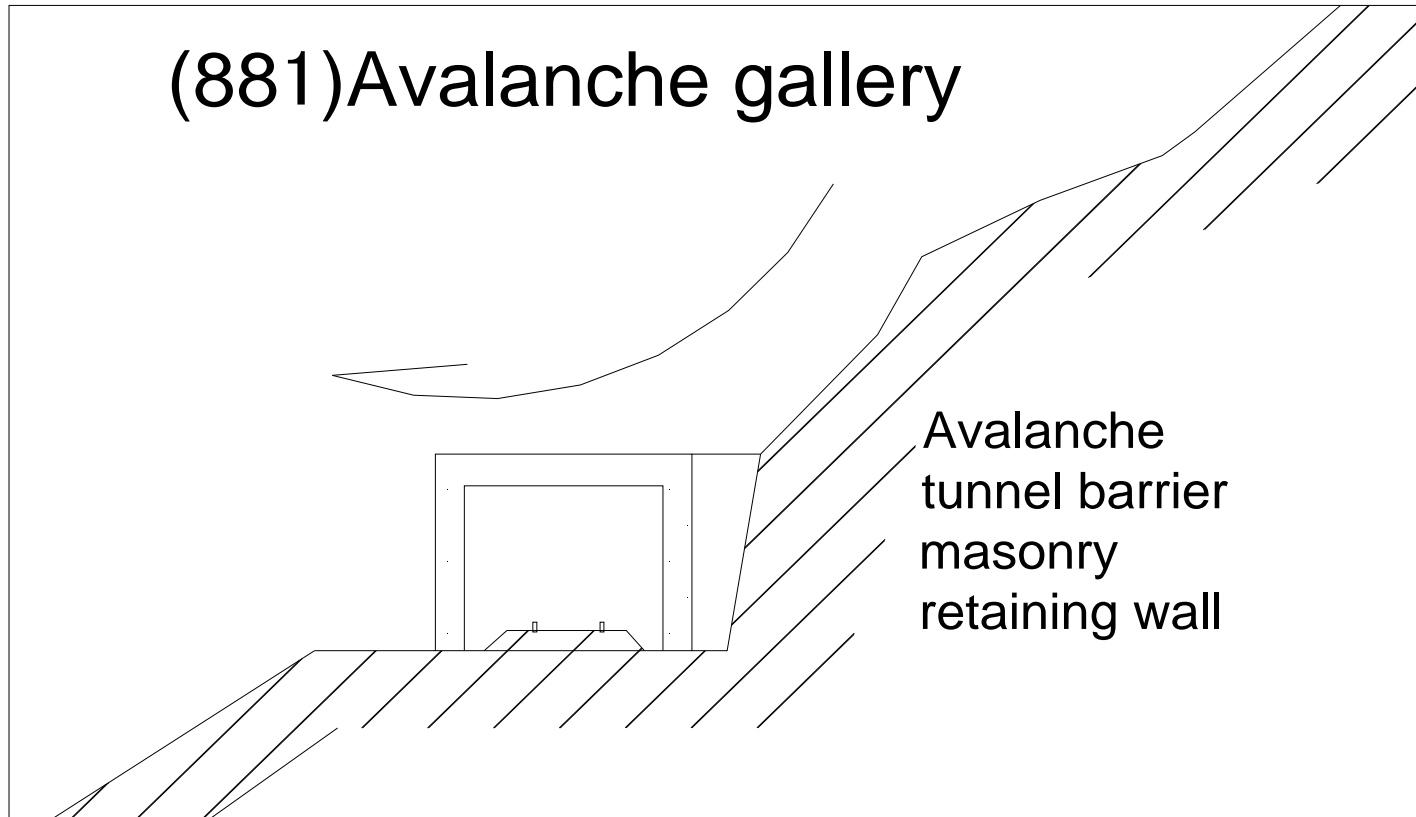 (881)Avalanche gallery
Avalanche
tunnel barrier
masonry
retaining wall